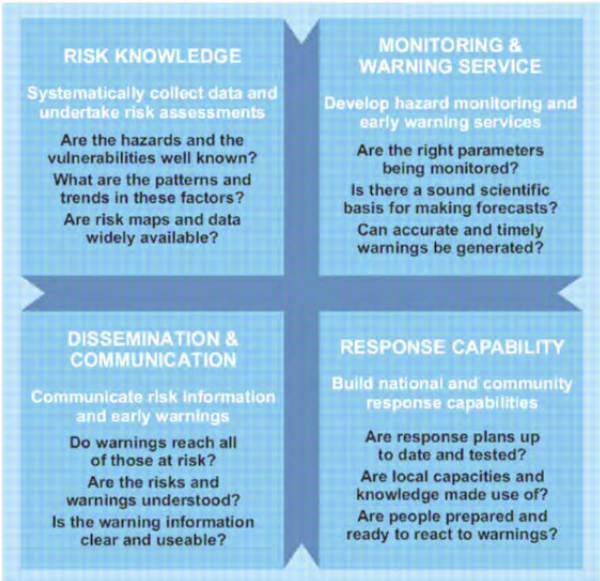 RISK KNOWLEDGE
Systematically collect data and
undertake risk assessments
Are the hazards and the
vulnerabilities well known?
What are the patterns and
trends in these factors?
Are risk maps and data
widely available?
MONITORING &
WARNING SERVICE
Develop hazard monitoring and
early warning services
Are the right parameters
being monitored?
Is there a sound scientific
basis for making forecasts?
Can accurate and timely
warnings be generated?
DISSEMINATION &
COMMUNICATION
Communicate risk information
and early warnings
Do warnings reach all
of those at risk?
Are the risks and
warnings understood?
Is the warning information
clear and useable?
RESPONSE CAPABILITY
Build national and community
response capabilities
Are response plans up
to date and tested?
Are local capacities and
knowledge made use of?
Are people prepared and
ready to react to warnings?